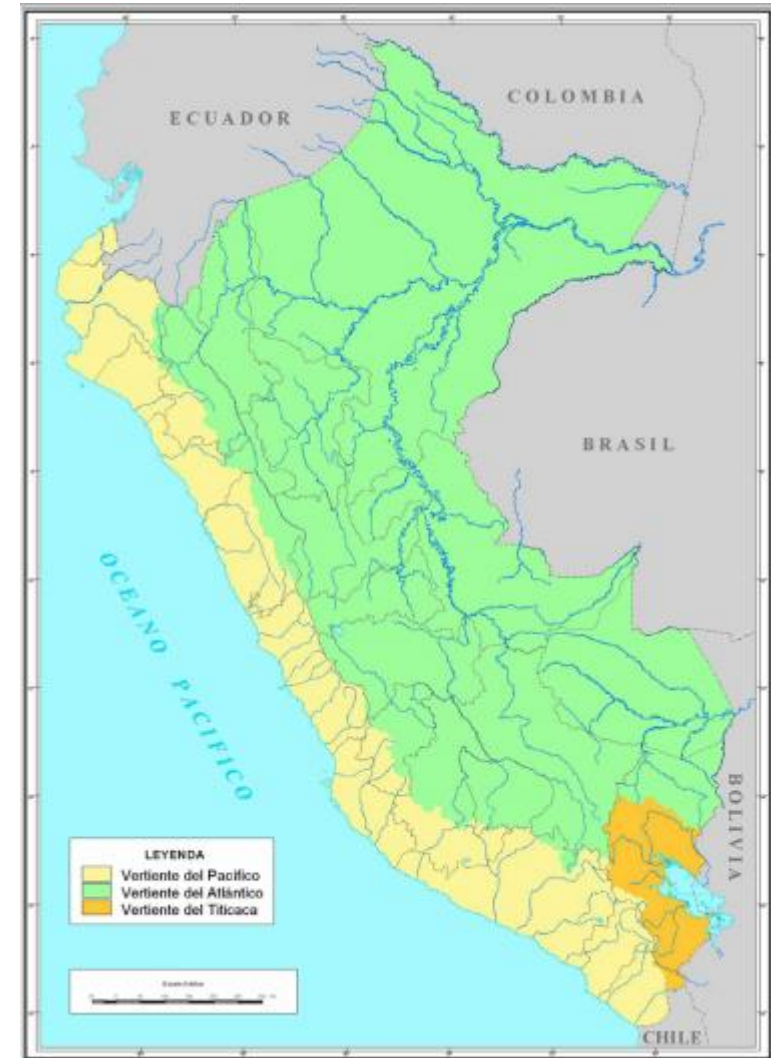 COLOMBIA
ECUADOR
BRASIL
OCEANO PACIFICO
BOLIVIA
LEYENDA
Vertiente del Pacífico
Vertiente del Atlántico
Vertiente del Titicaca
CHILE